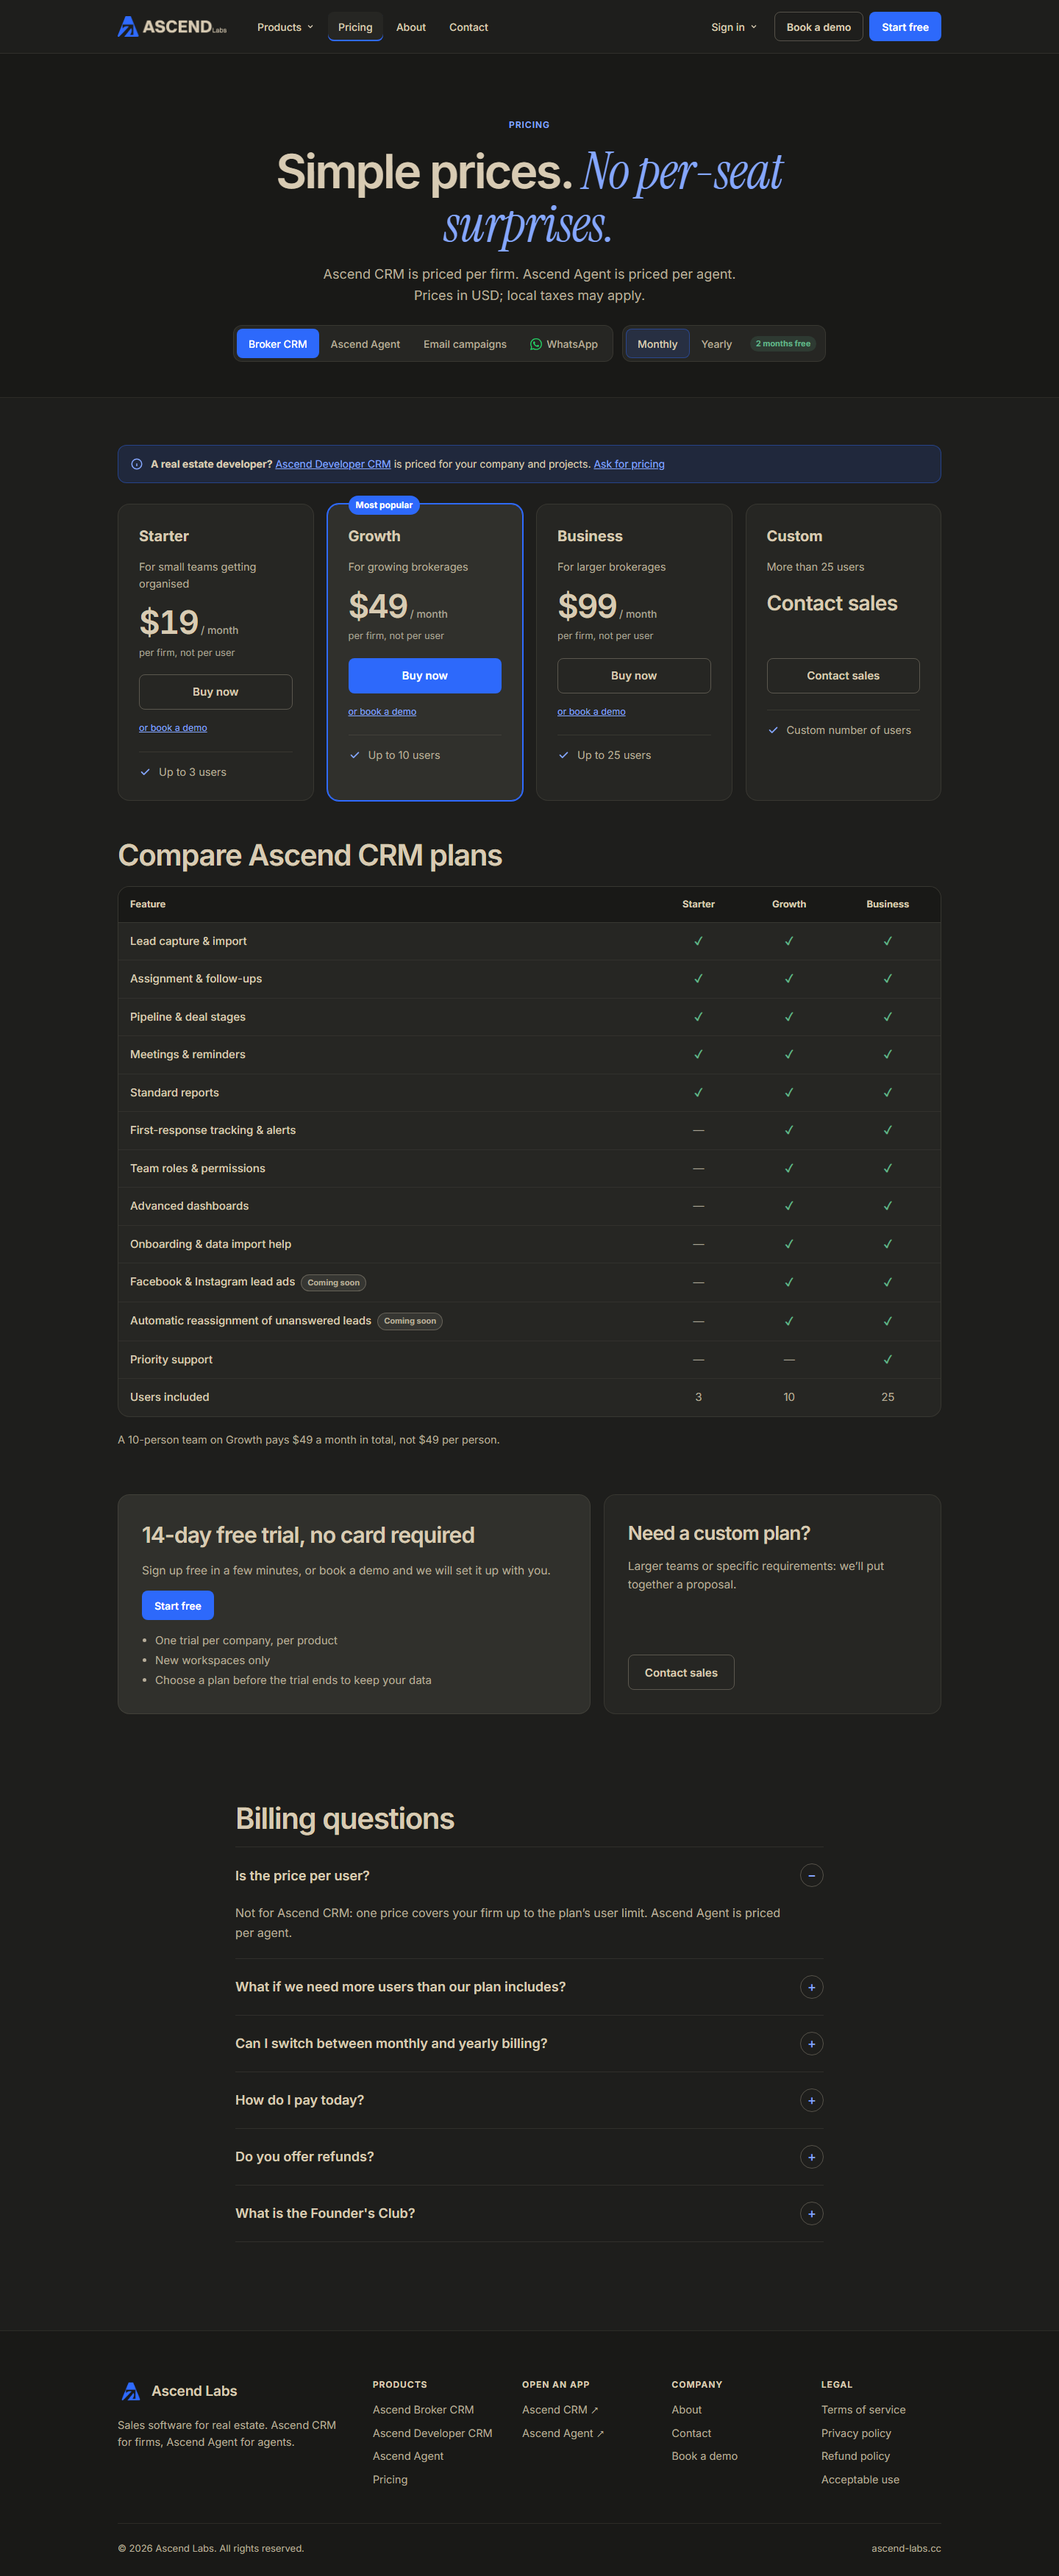 ASCEND Labs
Products
Pricing
About
Contact
Sign in
Book a demo
Start free
PRICING
Simple prices. No per-seat
surprises.
Ascend CRM is priced per firm. Ascend Agent is priced per agent.
Prices in USD; local taxes may apply.
Broker CRM
Ascend Agent
Email campaigns
WhatsApp
Monthly
Yearly
2 months free
A real estate developer? Ascend Developer CRM is priced for your company and projects. Ask for pricing
Starter
For small teams getting
organised
$19 / month
per firm, not per user
Buy now
or book a demo
✓ Up to 3 users
Most popular
Growth
For growing brokerages
$49 / month
per firm, not per user
Buy now
or book a demo
✓ Up to 10 users
Business
For larger brokerages
$99 / month
per firm, not per user
Buy now
or book a demo
✓ Up to 25 users
Custom
More than 25 users
Contact sales
Contact sales
✓ Custom number of users
Compare Ascend CRM plans
Feature Starter Growth Business
Lead capture & import ✓ ✓ ✓
Assignment & follow-ups ✓ ✓ ✓
Pipeline & deal stages ✓ ✓ ✓
Meetings & reminders ✓ ✓ ✓
Standard reports ✓ ✓ ✓
First-response tracking & alerts — ✓ ✓
Team roles & permissions — ✓ ✓
Advanced dashboards — ✓ ✓
Onboarding & data import help — ✓ ✓
Facebook & Instagram lead ads Coming soon — ✓ ✓
Automatic reassignment of unanswered leads Coming soon — ✓ ✓
Priority support — — ✓
Users included 3 10 25
A 10-person team on Growth pays $49 a month in total, not $49 per person.
14-day free trial, no card required
Sign up free in a few minutes, or book a demo and we will set it up with you.
Start free
• One trial per company, per product
• New workspaces only
• Choose a plan before the trial ends to keep your data
Need a custom plan?
Larger teams or specific requirements: we'll put
together a proposal.
Contact sales
Billing questions
Is the price per user? −
Not for Ascend CRM: one price covers your firm up to the plan's user limit. Ascend Agent is priced
per agent.
What if we need more users than our plan includes? +
Can I switch between monthly and yearly billing? +
How do I pay today? +
Do you offer refunds? +
What is the Founder's Club? +
Ascend Labs
Sales software for real estate. Ascend CRM
for firms, Ascend Agent for agents.
PRODUCTS
Ascend Broker CRM
Ascend Developer CRM
Ascend Agent
Pricing
OPEN AN APP
Ascend CRM ↗
Ascend Agent ↗
COMPANY
About
Contact
Book a demo
LEGAL
Terms of service
Privacy policy
Refund policy
Acceptable use
© 2026 Ascend Labs. All rights reserved.
ascend-labs.cc